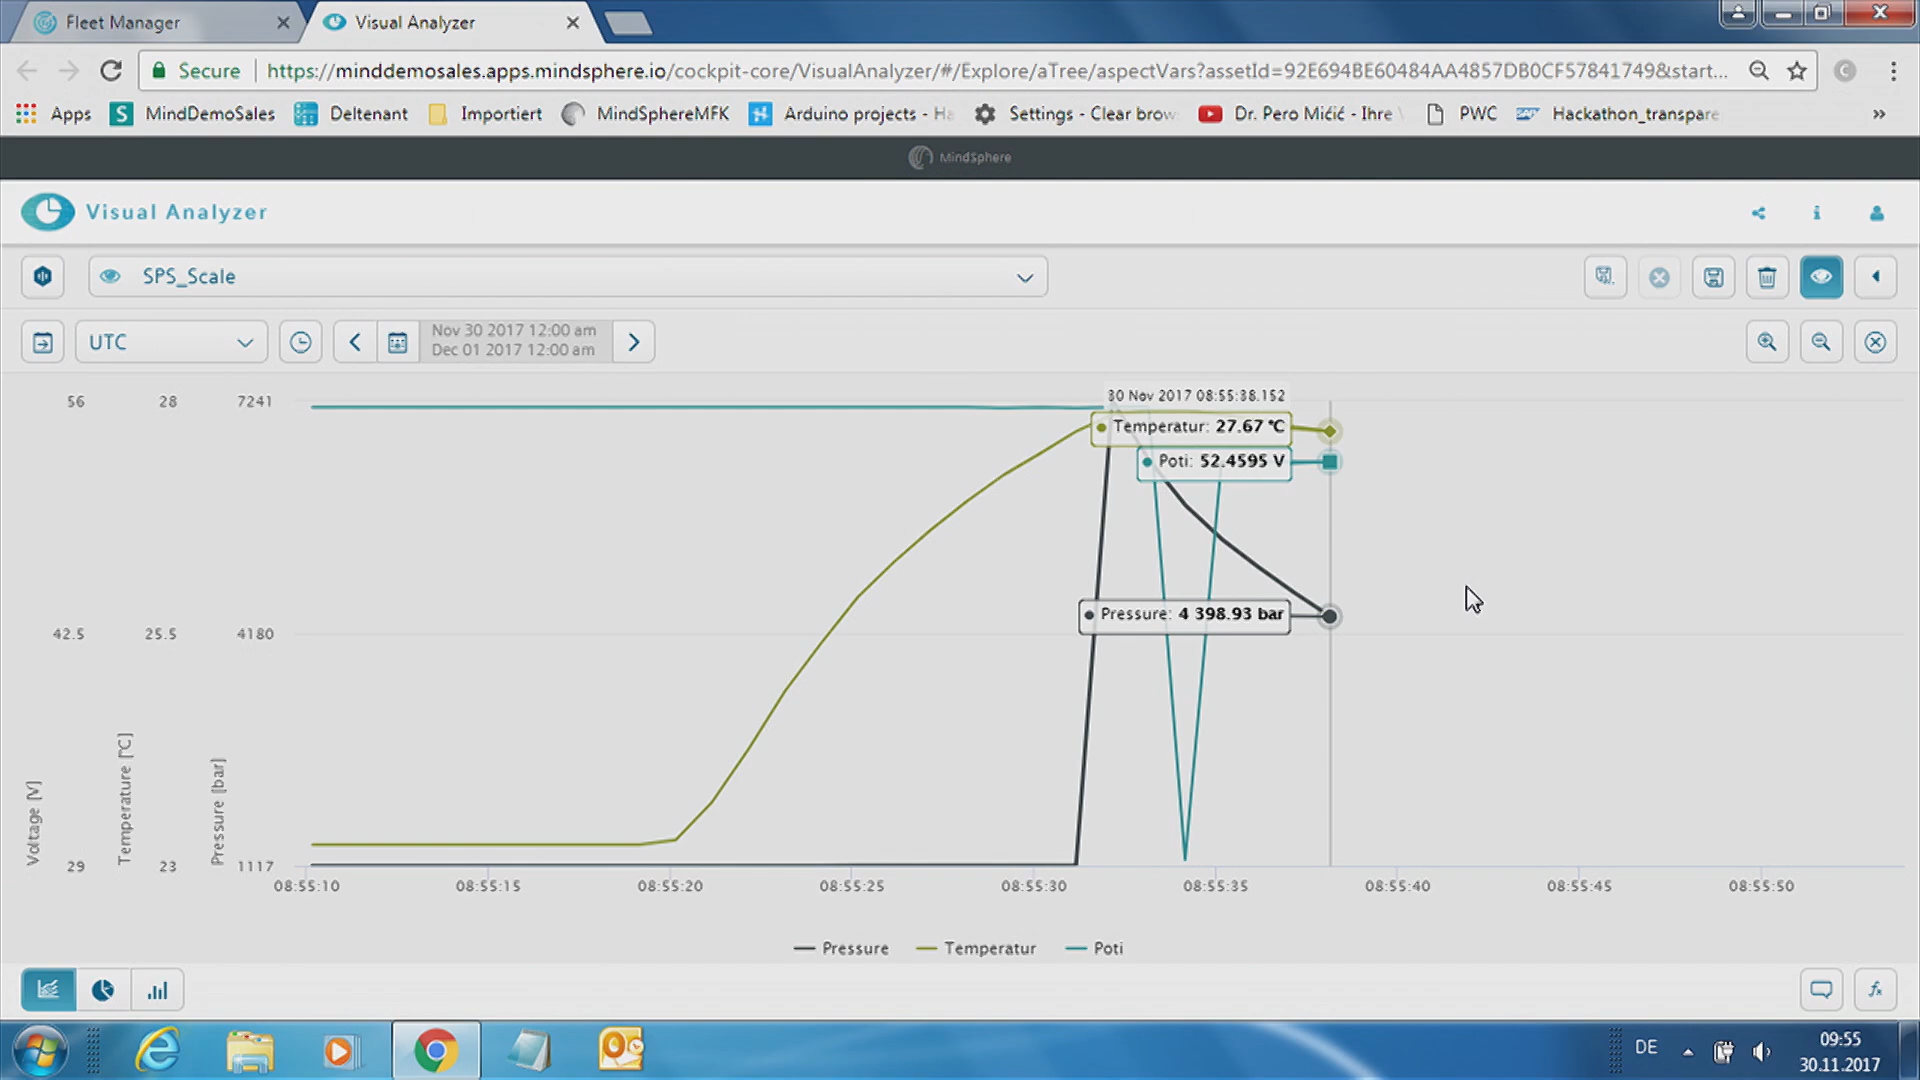 Fleet Manager
Visual Analyzer
Secure
https://minddemosales.apps.mindsphere.io/cockpit-core/VisualAnalyzer/#/Explore/aTree/aspectVars?assetId=92E694BE60484AA4857DB0CF57841749&start...
Apps
MindDemoSales
Deltenant
Importiert
MindSphereMFK
Arduino projects - Ha
Settings - Clear brow
Dr. Pero Mićić - Ihre
PWC
Hackathon_transpare
»
MindSphere
Visual Analyzer
SPS_Scale
UTC
Nov 30 2017 12:00 am
Dec 01 2017 12:00 am
30 Nov 2017 08:55:38.152
56 28 7241
Temperatur: 27.67 °C
Poti: 52.4595 V
Pressure: 4 398.93 bar
42.5 25.5 4180
Voltage [V]
Temperature [°C]
Pressure [bar]
29 23 1117
08:55:10 08:55:15 08:55:20 08:55:25 08:55:30 08:55:35 08:55:40 08:55:45 08:55:50
Pressure Temperatur Poti
DE
09:55
30.11.2017